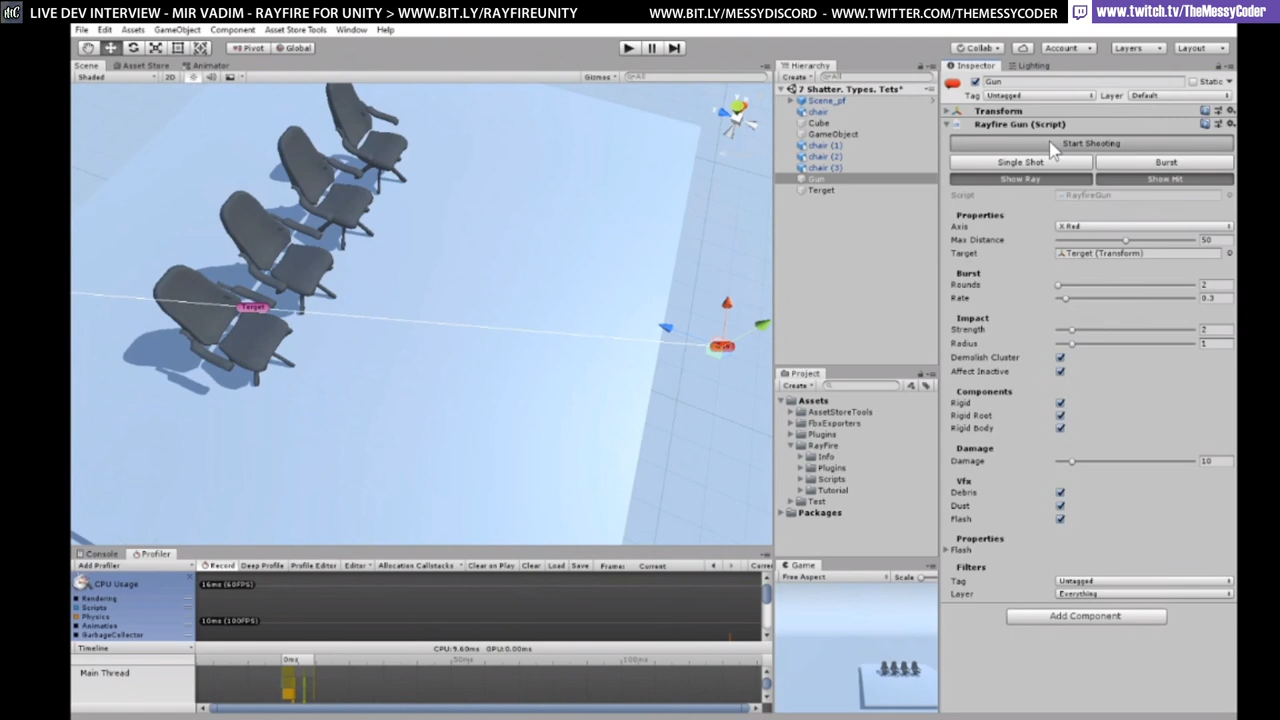 LIVE DEV INTERVIEW - MIR VADIM - RAYFIRE FOR UNITY > WWW.BIT.LY/RAYFIREUNITY
WWW.BIT.LY/MESSYDISCORD - WWW.TWITTER.COM/THEMESSYCODER
www.twitch.tv/TheMessyCoder
File Edit Assets GameObject Component Asset Store Tools Window Help
Pivot Global
Collab Account Layers Layout
Scene Asset Store Animator
Shaded 2D Gizmos All
Target
Hierarchy
Create All
7 Shatter. Types. Tets*
Scene_pf
chair
Cube
GameObject
chair (1)
chair (2)
chair (3)
Gun
Terget
Project
Create
Assets
AssetStoreTools
FbxExporters
Plugins
RayFire
Info
Plugins
Scripts
Tutorial
Test
Packages
Inspector Lighting
Gun Static
Tag Untagged Layer Default
Transform
Rayfire Gun (Script)
Start Shooting
Single Shot Burst
Show Ray Show Hit
Script RayfireGun
Properties
Axis X Red
Max Distance 50
Target Terget (Transform)
Burst
Rounds 2
Rate 0.3
Impact
Strength 2
Radius 1
Demolish Cluster
Affect Inactive
Components
Rigid
Rigid Root
Rigid Body
Damage
Damage 10
Vfx
Debris
Dust
Flash
Properties
Flash
Filters
Tag Untagged
Layer Everything
Add Component
Console Profiler
Add Profiler Record Deep Profile Profile Editor Editor Allocation Callstacks Clear on Play Clear Load Save Frame: Current
CPU Usage
Rendering
Scripts
Physics
Animation
GarbageCollector
16ms (60FPS)
10ms (100FPS)
Timeline CPU:9.60ms GPU:0.00ms
0ms 50ms 100ms
Main Thread
Game
Free Aspect Scale